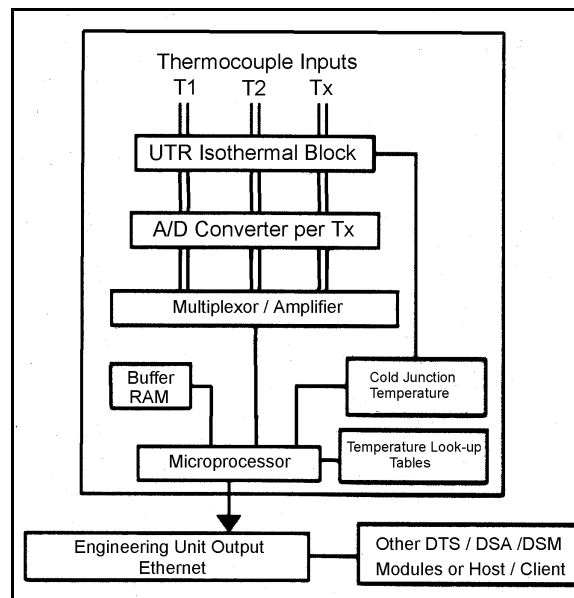 Thermocouple Inputs
T1 T2 Tx
UTR Isothermal Block
A/D Converter per Tx
Multiplexor / Amplifier
Buffer
RAM
Cold Junction
Temperature
Microprocessor
Temperature Look-up
Tables
Engineering Unit Output
Ethernet
Other DTS / DSA /DSM
Modules or Host / Client